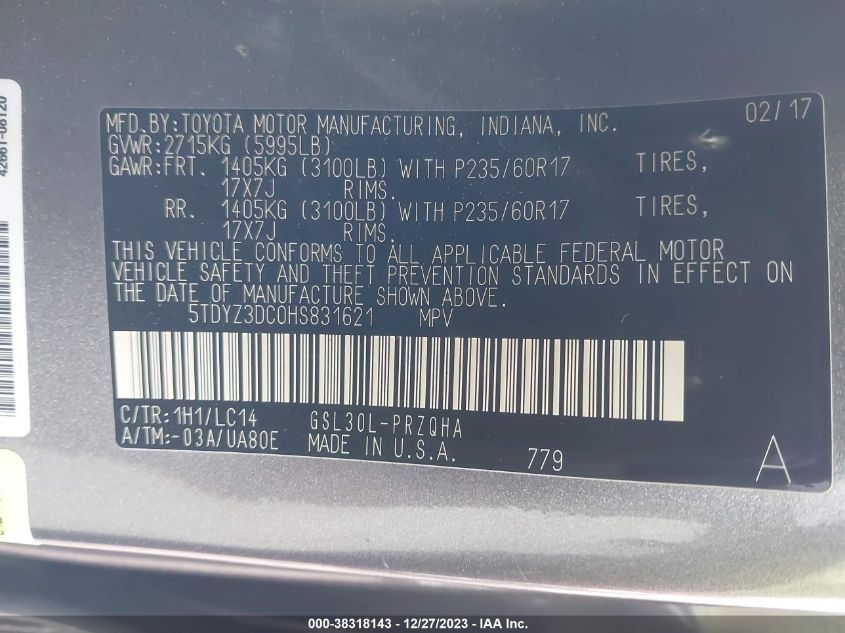 42661-08120
MFD.BY:TOYOTA MOTOR MANUFACTURING, INDIANA, INC. 02/17
GVWR:2715KG (5995LB)
GAWR:FRT. 1405KG (3100LB) WITH P235/60R17 TIRES,
17X7J RIMS.
RR. 1405KG (3100LB) WITH P235/60R17 TIRES,
17X7J RIMS.
THIS VEHICLE CONFORMS TO ALL APPLICABLE FEDERAL MOTOR
VEHICLE SAFETY AND THEFT PREVENTION STANDARDS IN EFFECT ON
THE DATE OF MANUFACTURE SHOWN ABOVE.
5TDYZ3DC0HS831621 MPV
C/TR:1H1/LC14 GSL30L-PRZQHA
A/TM:-03A/UA80E MADE IN U.S.A. 779 A
000-38318143 - 12/27/2023 - IAA Inc.